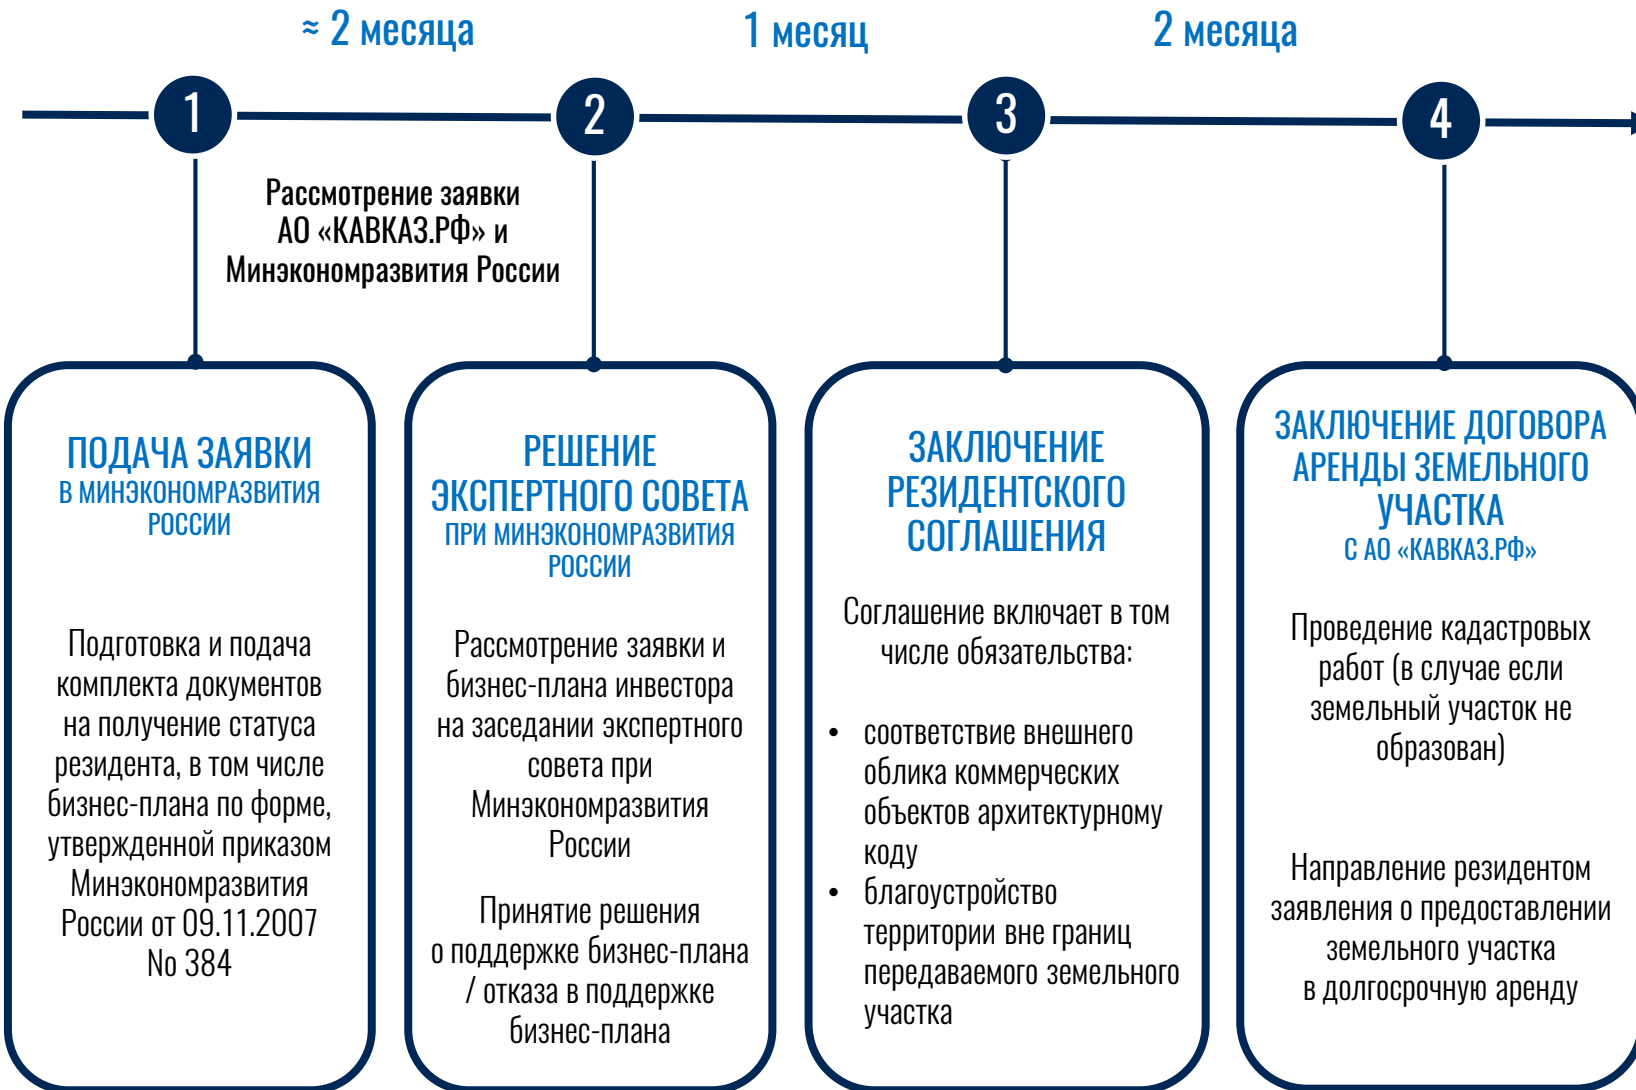 ≈ 2 месяца
1 месяц
2 месяца
1
2
3
4
Рассмотрение заявки
АО «КАВКАЗ.РФ» и
Минэкономразвития России
ПОДАЧА ЗАЯВКИ
В МИНЭКОНОМРАЗВИТИЯ
РОССИИ
Подготовка и подача
комплекта документов
на получение статуса
резидента, в том числе
бизнес-плана по форме,
утвержденной приказом
Минэкономразвития
России от 09.11.2007
No 384
РЕШЕНИЕ
ЭКСПЕРТНОГО СОВЕТА
ПРИ МИНЭКОНОМРАЗВИТИЯ
РОССИИ
Рассмотрение заявки и
бизнес-плана инвестора
на заседании экспертного
совета при
Минэкономразвития
России
Принятие решения
о поддержке бизнес-плана
/ отказа в поддержке
бизнес-плана
ЗАКЛЮЧЕНИЕ
РЕЗИДЕНТСКОГО
СОГЛАШЕНИЯ
Соглашение включает в том
числе обязательства:
• соответствие внешнего
облика коммерческих
объектов архитектурному
коду
• благоустройство
территории вне границ
передаваемого земельного
участка
ЗАКЛЮЧЕНИЕ ДОГОВОРА
АРЕНДЫ ЗЕМЕЛЬНОГО
УЧАСТКА
С АО «КАВКАЗ.РФ»
Проведение кадастровых
работ (в случае если
земельный участок не
образован)
Направление резидентом
заявления о предоставлении
земельного участка
в долгосрочную аренду